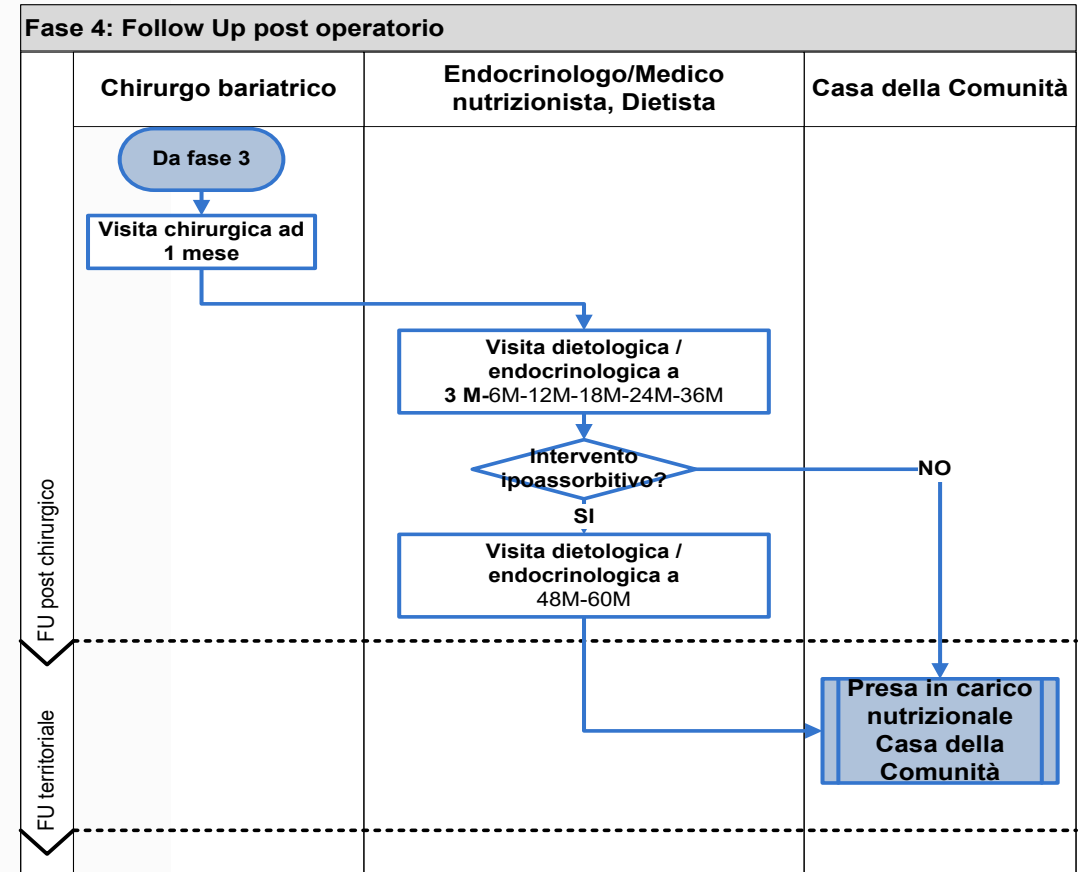 Fase 4: Follow Up post operatorio
Chirurgo bariatrico
Endocrinologo/Medico
nutrizionista, Dietista
Casa della Comunità
Da fase 3
Visita chirurgica ad
1 mese
Visita dietologica /
endocrinologica a
3 M-6M-12M-18M-24M-36M
Intervento
ipoassorbitivo?
NO
SI
Visita dietologica /
endocrinologica a
48M-60M
FU post chirurgico
Presa in carico
nutrizionale
Casa della
Comunità
FU territoriale